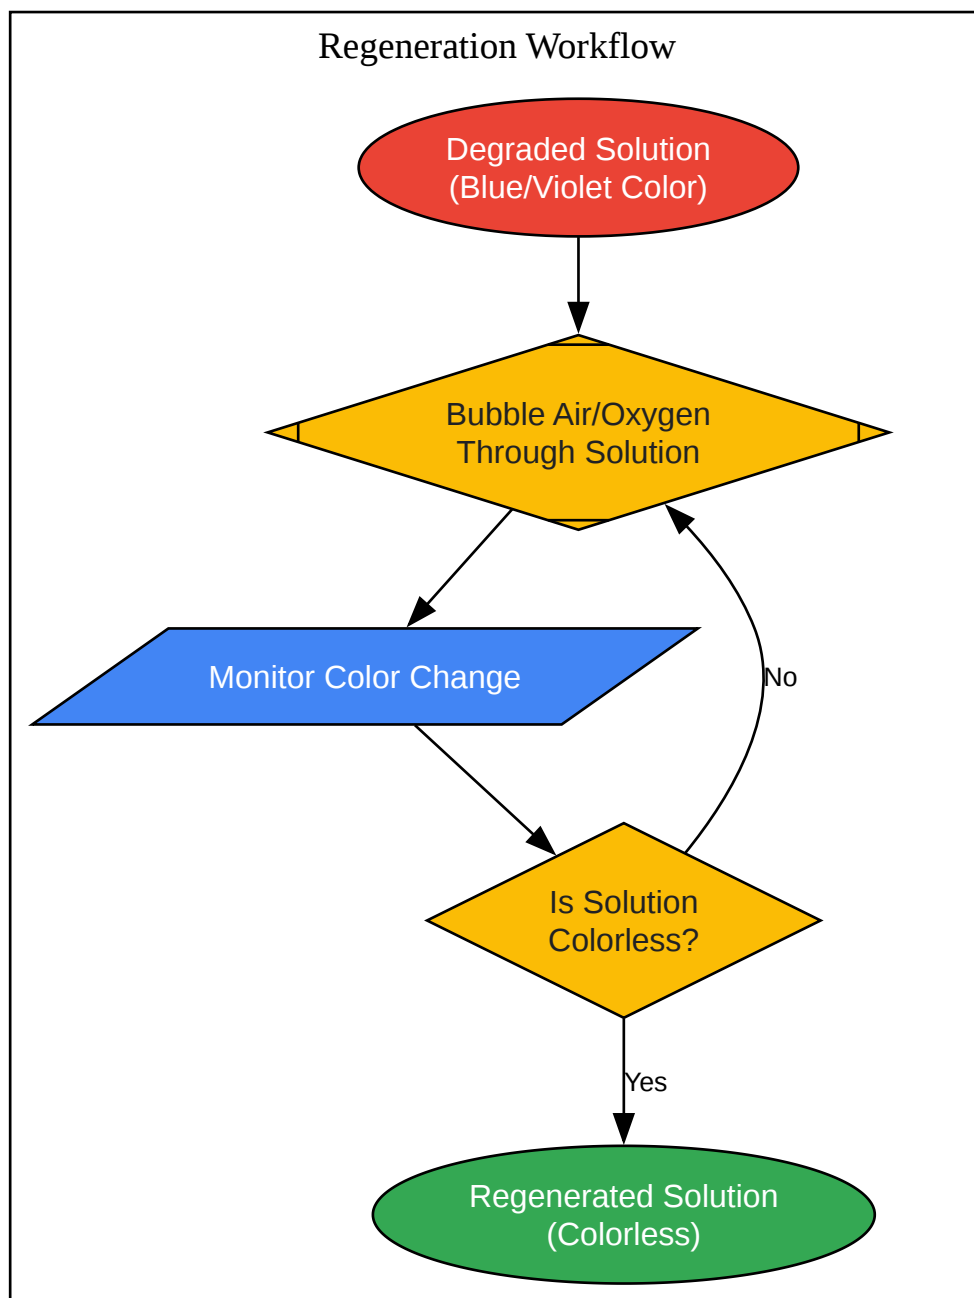 Regeneration Workflow
Degraded Solution
(Blue/Violet Color)
Bubble Air/Oxygen
Through Solution
Monitor Color Change
No
Is Solution
Colorless?
Yes
Regenerated Solution
(Colorless)